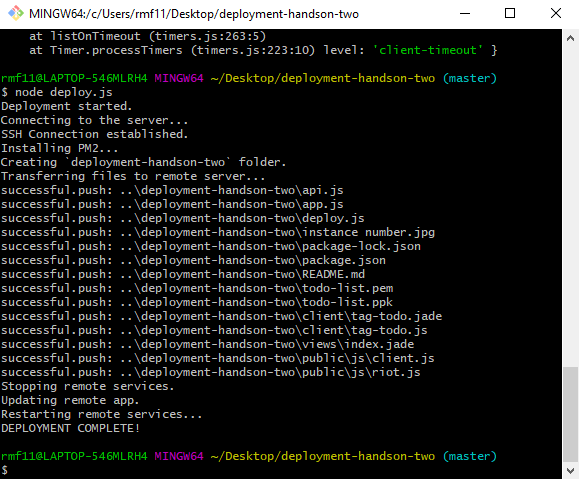 MINGW64:/c/Users/rmf11/Desktop/deployment-handson-two
at listOnTimeout (timers.js:263:5)
at Timer.processTimers (timers.js:223:10) level: 'client-timeout' }
rmf11@LAPTOP-546MLRH4 MINGW64 ~/Desktop/deployment-handson-two (master)
$ node deploy.js
Deployment started.
Connecting to the server...
SSH Connection established.
Installing PM2...
Creating `deployment-handson-two` folder.
Transferring files to remote server...
successful.push: ..\deployment-handson-two\api.js
successful.push: ..\deployment-handson-two\app.js
successful.push: ..\deployment-handson-two\deploy.js
successful.push: ..\deployment-handson-two\instance number.jpg
successful.push: ..\deployment-handson-two\package-lock.json
successful.push: ..\deployment-handson-two\package.json
successful.push: ..\deployment-handson-two\README.md
successful.push: ..\deployment-handson-two\todo-list.pem
successful.push: ..\deployment-handson-two\todo-list.ppk
successful.push: ..\deployment-handson-two\client\tag-todo.jade
successful.push: ..\deployment-handson-two\client\tag-todo.js
successful.push: ..\deployment-handson-two\views\index.jade
successful.push: ..\deployment-handson-two\public\js\client.js
successful.push: ..\deployment-handson-two\public\js\riot.js
Stopping remote services.
Updating remote app.
Restarting remote services...
DEPLOYMENT COMPLETE!
rmf11@LAPTOP-546MLRH4 MINGW64 ~/Desktop/deployment-handson-two (master)
$